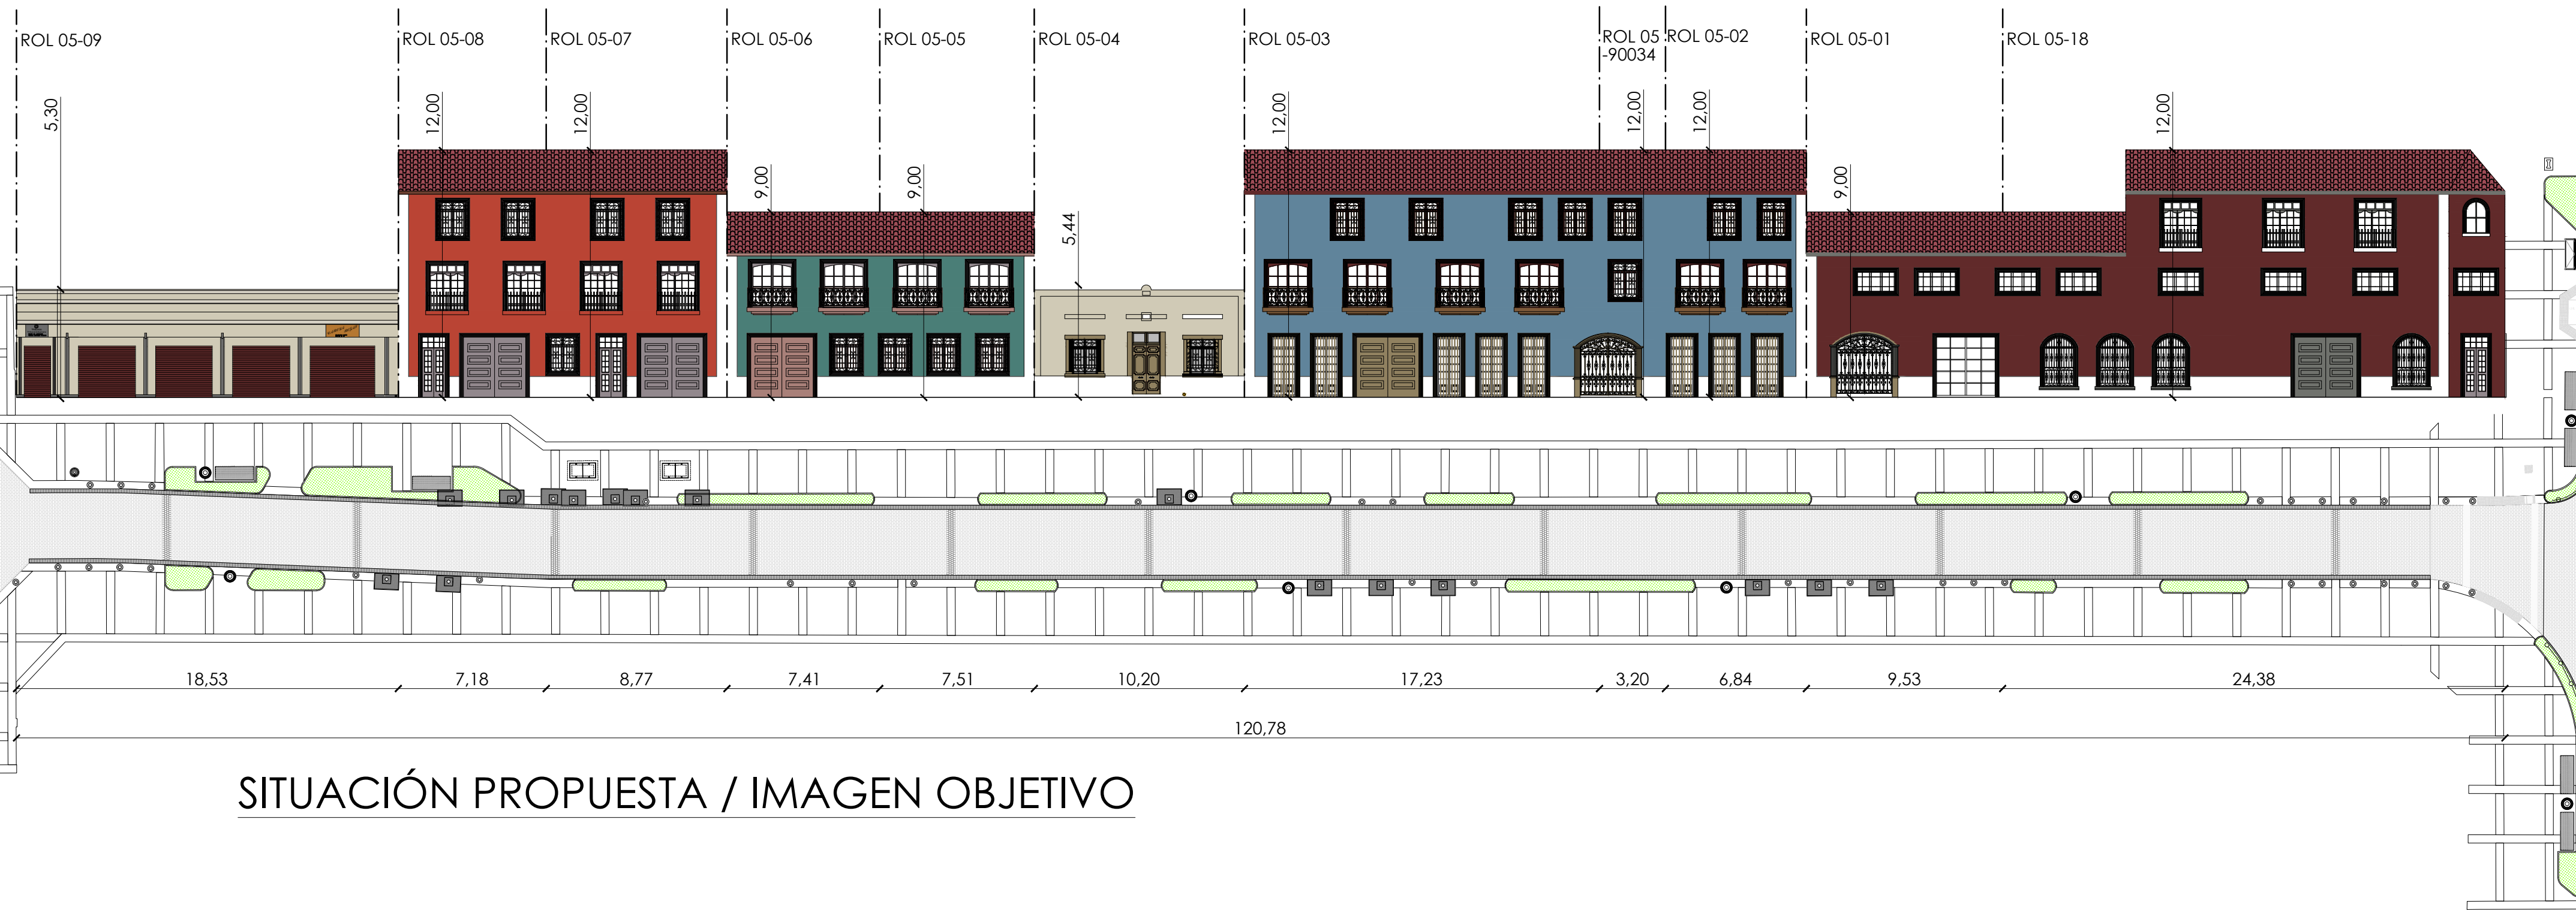 ROL 05-09
ROL 05-08
ROL 05-07
ROL 05-06
ROL 05-05
ROL 05-04
ROL 05-03
ROL 05
-90034
ROL 05-02
ROL 05-01
ROL 05-18
5,30
12,00
12,00
9,00
9,00
5,44
12,00
12,00
12,00
9,00
12,00
18,53
7,18
8,77
7,41
7,51
10,20
17,23
3,20
6,84
9,53
24,38
120,78
SITUACIÓN PROPUESTA / IMAGEN OBJETIVO